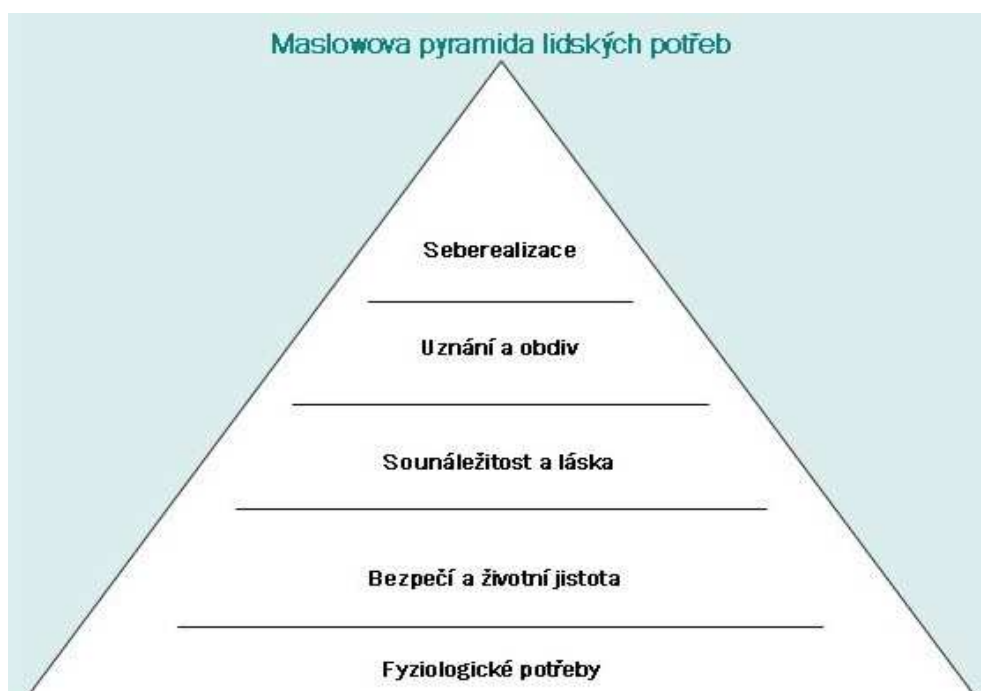 Maslowova pyramida lidských potřeb
Seberealizace
Uznání a obdiv
Sounáležitost a láska
Bezpečí a životní jistota
Fyziologické potřeby